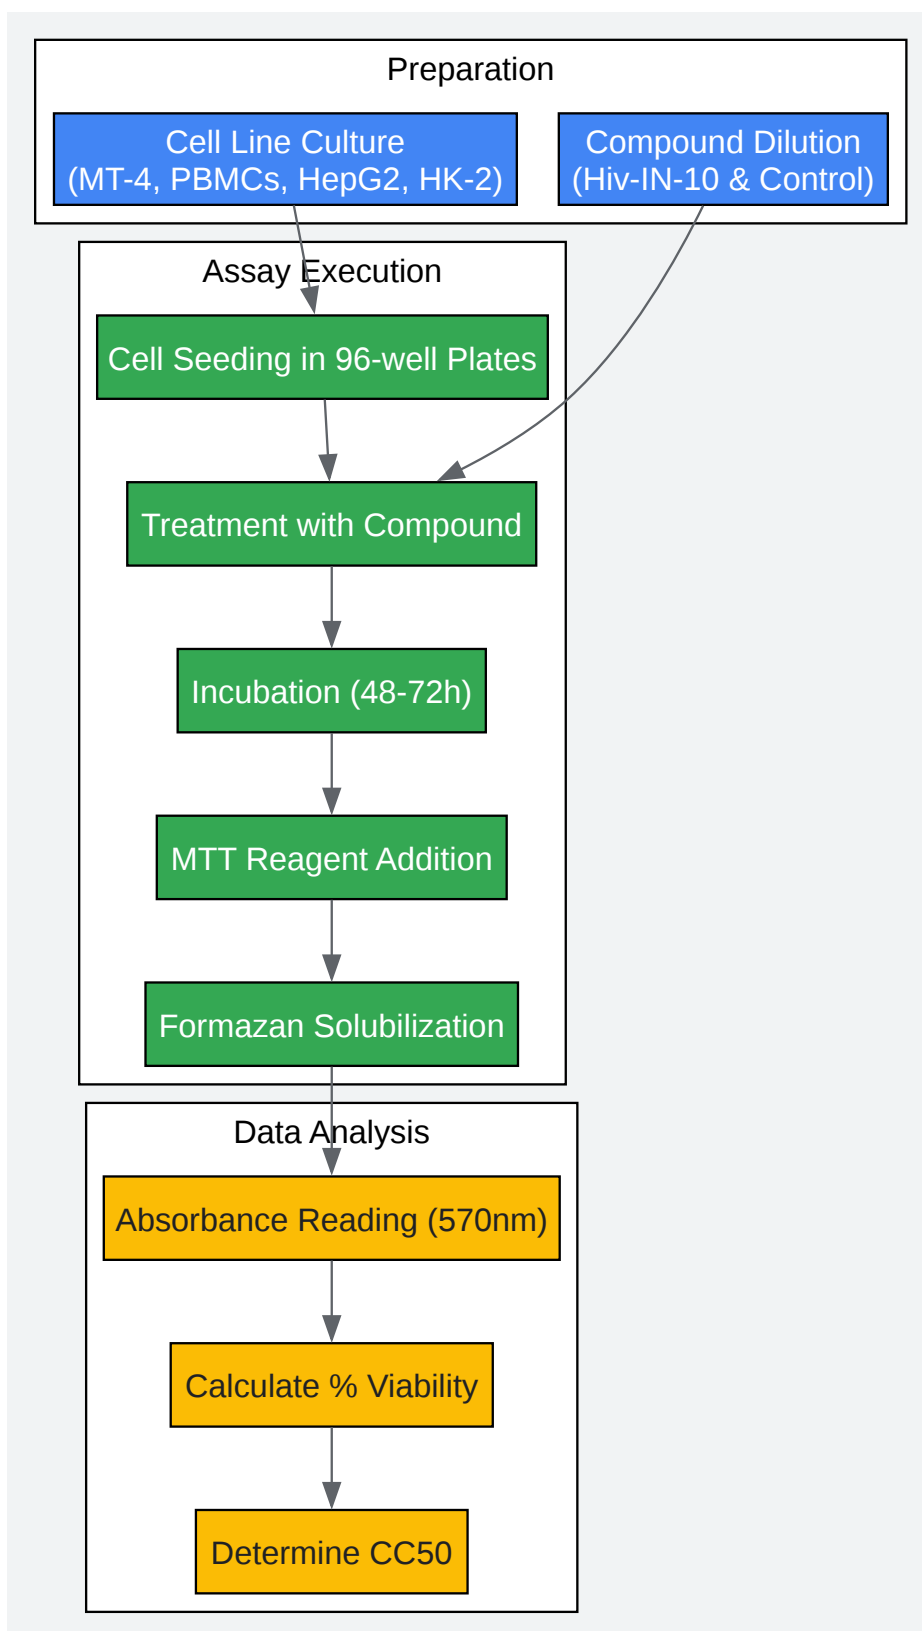 Preparation
Cell Line Culture
(MT-4, PBMCs, HepG2, HK-2)
Compound Dilution
(Hiv-IN-10 & Control)
Assay Execution
Cell Seeding in 96-well Plates
Treatment with Compound
Incubation (48-72h)
MTT Reagent Addition
Formazan Solubilization
Data Analysis
Absorbance Reading (570nm)
Calculate % Viability
Determine CC50